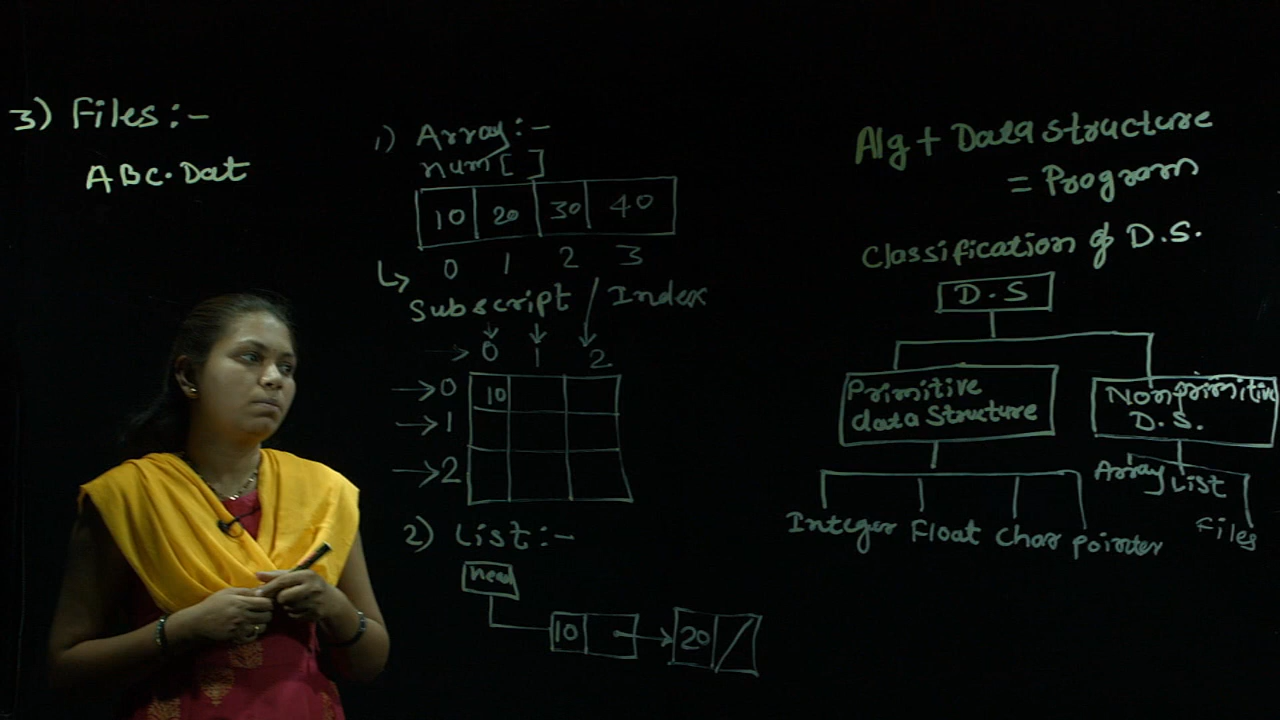 3) Files:-
ABC.Dat
1) Array:-
num[ ]
10 20 30 40
0 1 2 3
Subscript / Index
0 1 2
0 10
1
2
2) List:-
Head
10 20
Alg + Data Structure
= Program
Classification of D.S.
D.S
Primitive
data Structure
Nonprimitive
D.S.
Integer Float Char Pointer
Array List
Files